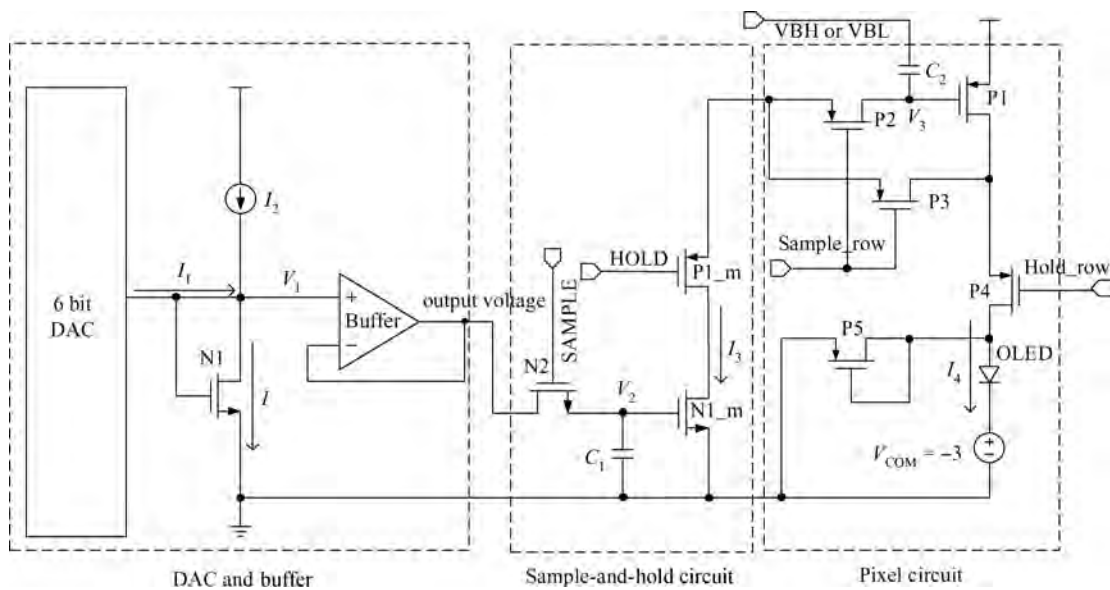 VBH or VBL
C2
P1
P2
V3
I2
P3
Sample_row
HOLD
P1_m
Hold_row
P4
I1
V1
6 bit
DAC
+
Buffer
−
output voltage
SAMPLE
P5
OLED
I3
I4
N1
I
N2
V2
N1_m
C1
VCOM = −3
+
−
DAC and buffer
Sample-and-hold circuit
Pixel circuit